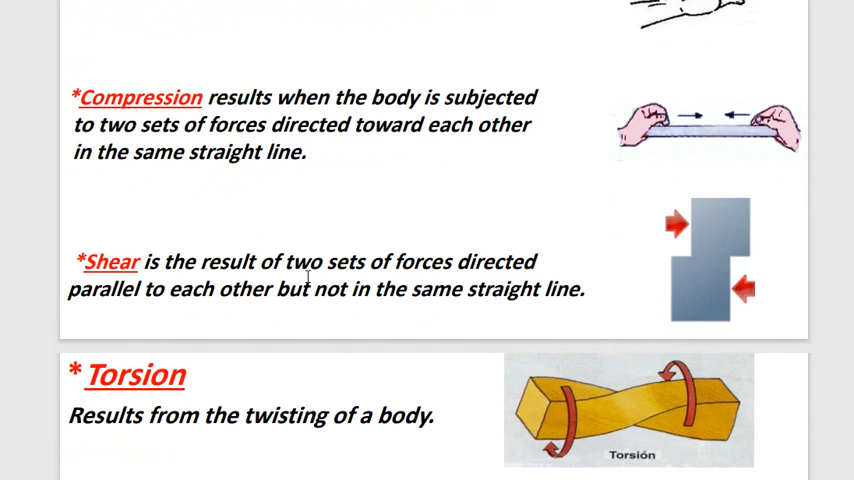 *Compression results when the body is subjected
to two sets of forces directed toward each other
in the same straight line.
*Shear is the result of two sets of forces directed
parallel to each other but not in the same straight line.
* Torsion
Results from the twisting of a body.
Torsión